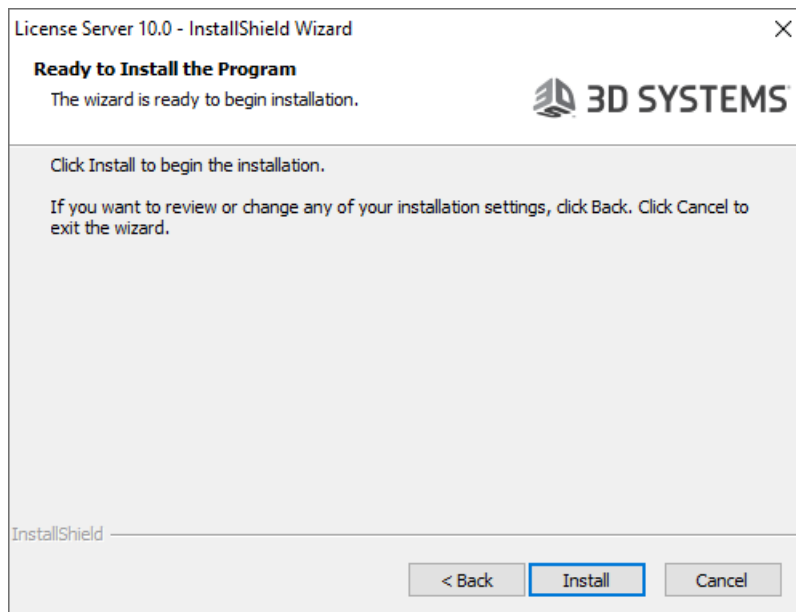 License Server 10.0 - InstallShield Wizard
Ready to Install the Program
The wizard is ready to begin installation.
3D SYSTEMS
Click Install to begin the installation.
If you want to review or change any of your installation settings, click Back. Click Cancel to
exit the wizard.
InstallShield
< Back
Install
Cancel